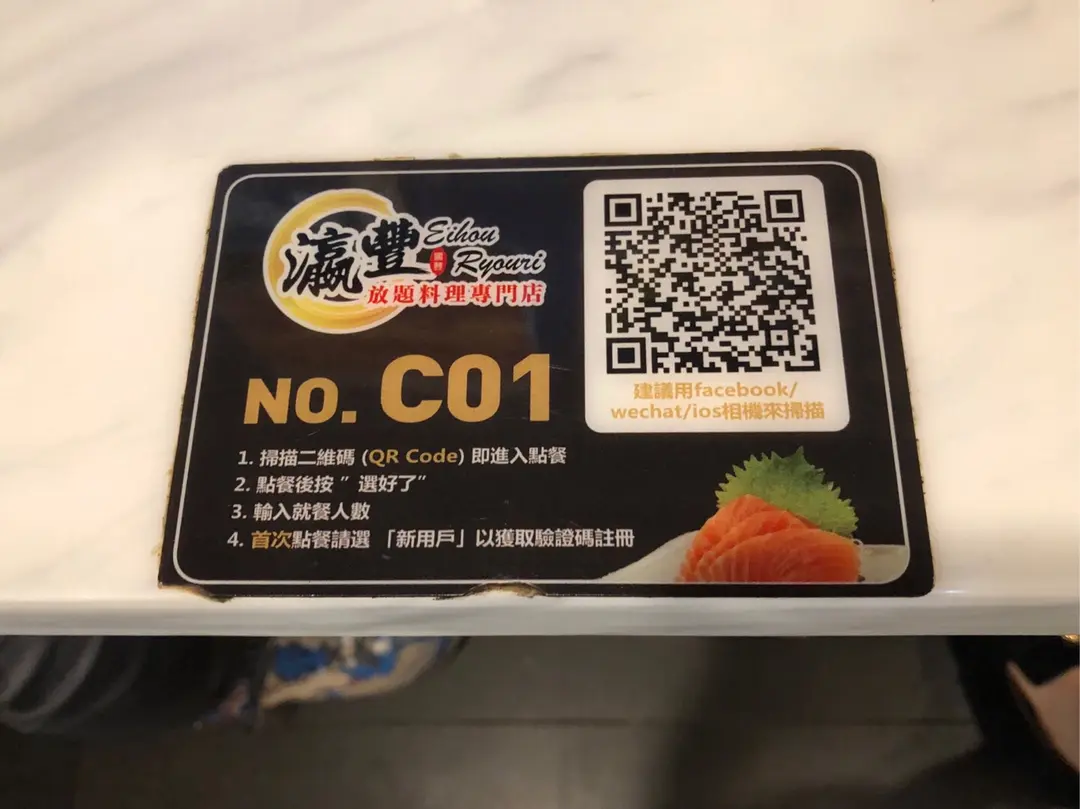 瀛豐
Eihou
Ryouri
放題料理專門店
NO. C01
建議用facebook/
wechat/ios相機來掃描
1. 掃描二維碼 (QR Code) 即進入點餐
2. 點餐後按 ” 選好了”
3. 輸入就餐人數
4. 首次點餐請選 「新用戶」以獲取驗證碼註冊